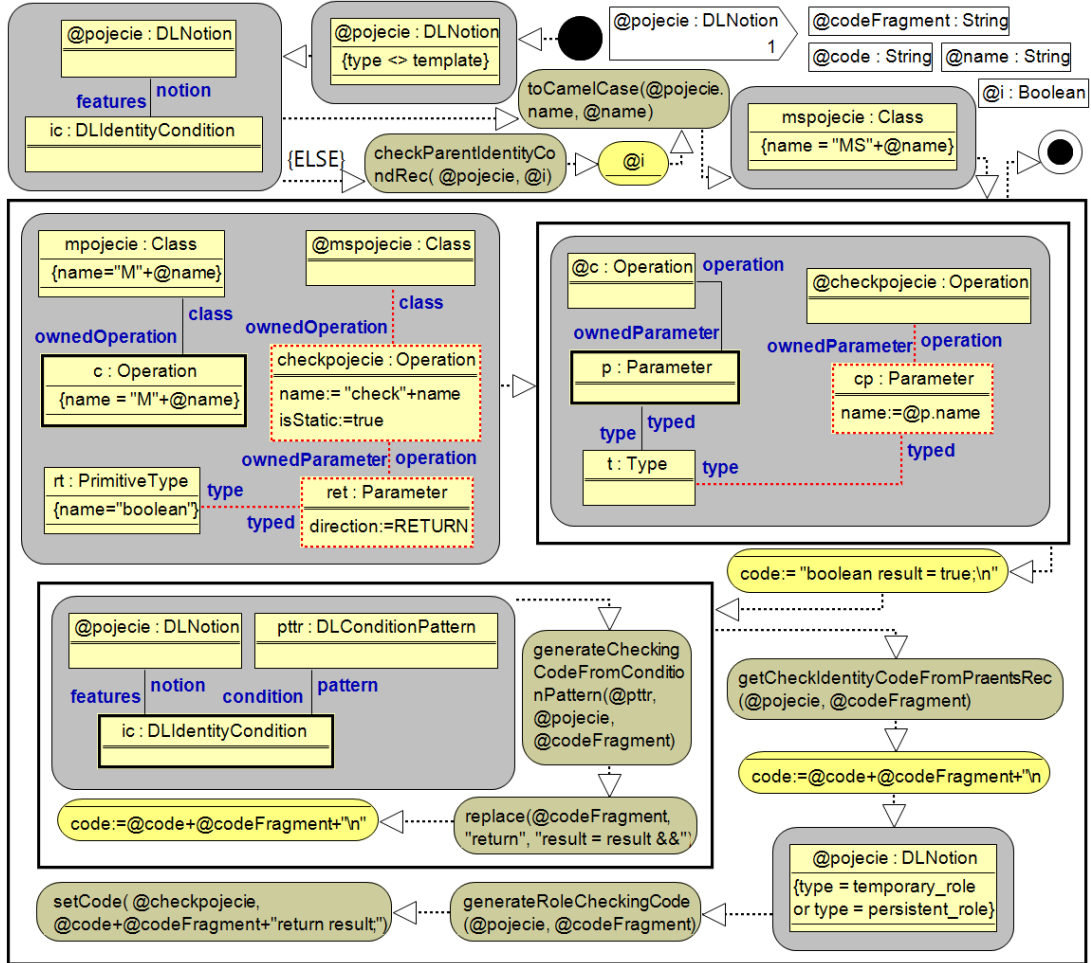 @pojecie : DLNotion
@pojecie : DLNotion
{type <> template}
@pojecie : DLNotion
1
@codeFragment : String
@code : String
@name : String
@i : Boolean
features
notion
ic : DLIdentityCondition
toCamelCase(@pojecie.
name, @name)
mspojecie : Class
{name = "MS"+@name}
{ELSE}
checkParentIdentityCo
ndRec( @pojecie, @i)
@i
mpojecie : Class
{name="M"+@name}
@mspojecie : Class
class
class
ownedOperation
ownedOperation
c : Operation
{name = "M"+@name}
checkpojecie : Operation
name:= "check"+name
isStatic:=true
ownedParameter
operation
rt : PrimitiveType
{name="boolean"}
type
typed
ret : Parameter
direction:=RETURN
@c : Operation
operation
@checkpojecie : Operation
ownedParameter
ownedParameter
operation
p : Parameter
cp : Parameter
name:=@p.name
type
typed
typed
t : Type
type
code:= "boolean result = true;\n"
@pojecie : DLNotion
pttr : DLConditionPattern
features
notion
condition
pattern
ic : DLIdentityCondition
generateChecking
CodeFromConditio
nPattern(@pttr,
@pojecie,
@codeFragment)
getCheckIdentityCodeFromPraentsRec
(@pojecie, @codeFragment)
code:=@code+@codeFragment+"\n
code:=@code+@codeFragment+"\n"
replace(@codeFragment,
"return", "result = result &&")
@pojecie : DLNotion
{type = temporary_role
or type = persistent_role}
setCode( @checkpojecie,
@code+@codeFragment+"return result;")
generateRoleCheckingCode
(@pojecie, @codeFragment)